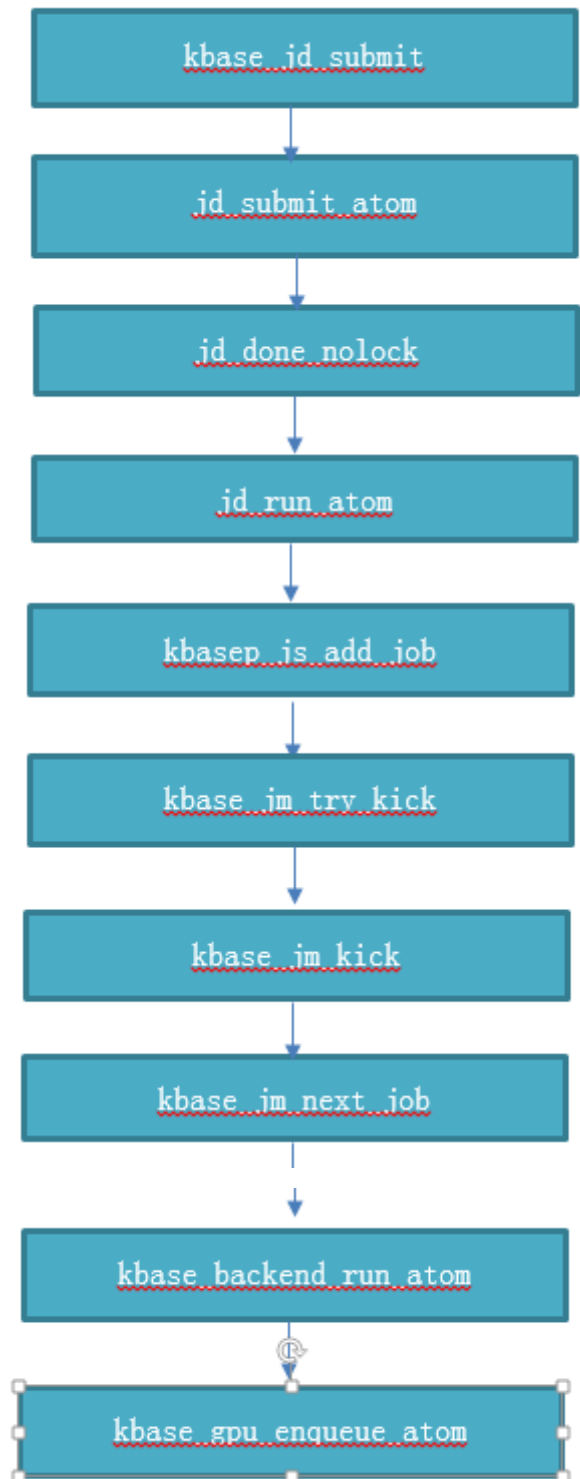 kbase_jd_submit
jd_submit_atom
jd_done_nolock
jd_run_atom
kbasep_js_add_job
kbase_jm_try_kick
kbase_jm_kick
kbase_jm_next_job
kbase_backend_run_atom
kbase_gpu_enqueue_atom